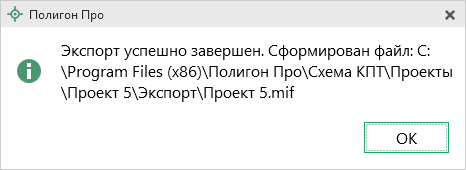 Полигон Про
Экспорт успешно завершен. Сформирован файл: C:
\Program Files (x86)\Полигон Про\Схема КПТ\Проекты
\Проект 5\Экспорт\Проект 5.mif
ОК